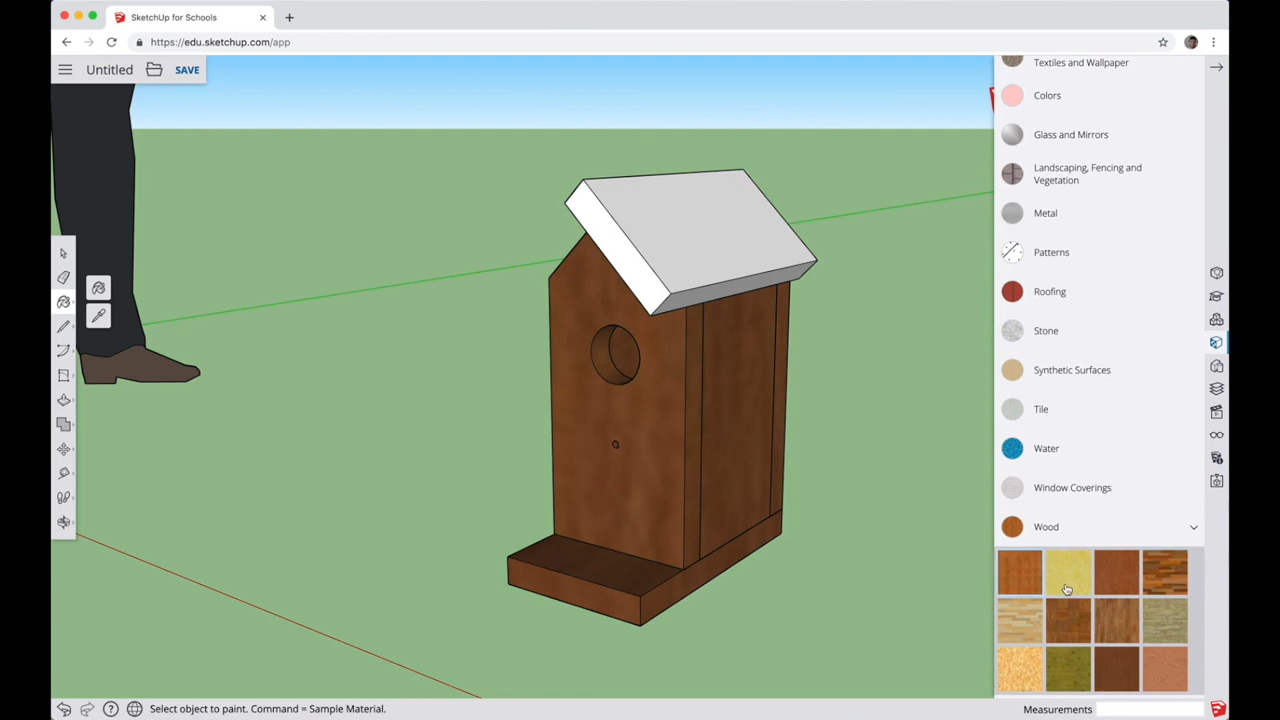 SketchUp for Schools
https://edu.sketchup.com/app
Untitled
SAVE
Textiles and Wallpaper
Colors
Glass and Mirrors
Landscaping, Fencing and
Vegetation
Metal
Patterns
Roofing
Stone
Synthetic Surfaces
Tile
Water
Window Coverings
Wood
Select object to paint. Command = Sample Material.
Measurements